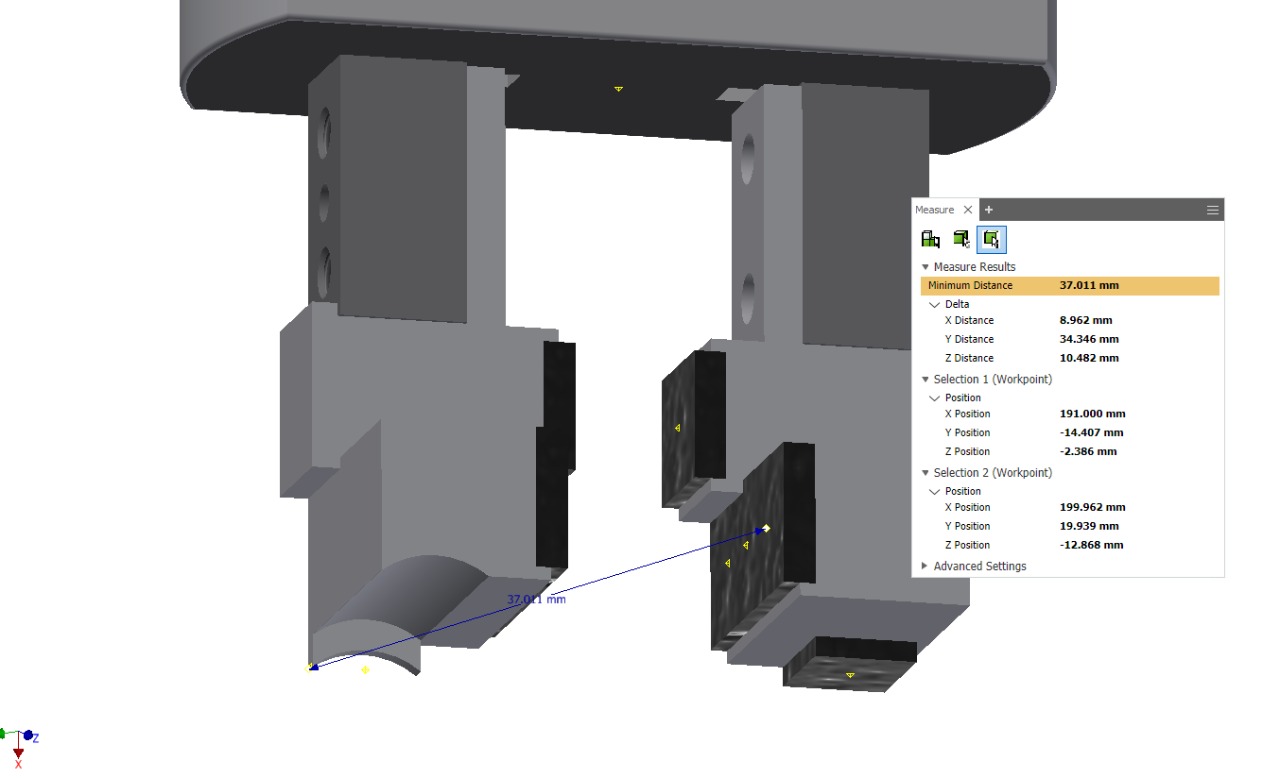 Measure
Measure Results
Minimum Distance 37.011 mm
Delta
X Distance 8.962 mm
Y Distance 34.346 mm
Z Distance 10.482 mm
Selection 1 (Workpoint)
Position
X Position 191.000 mm
Y Position -14.407 mm
Z Position -2.386 mm
Selection 2 (Workpoint)
Position
X Position 199.962 mm
Y Position 19.939 mm
Z Position -12.868 mm
Advanced Settings
37.011 mm
Z
X